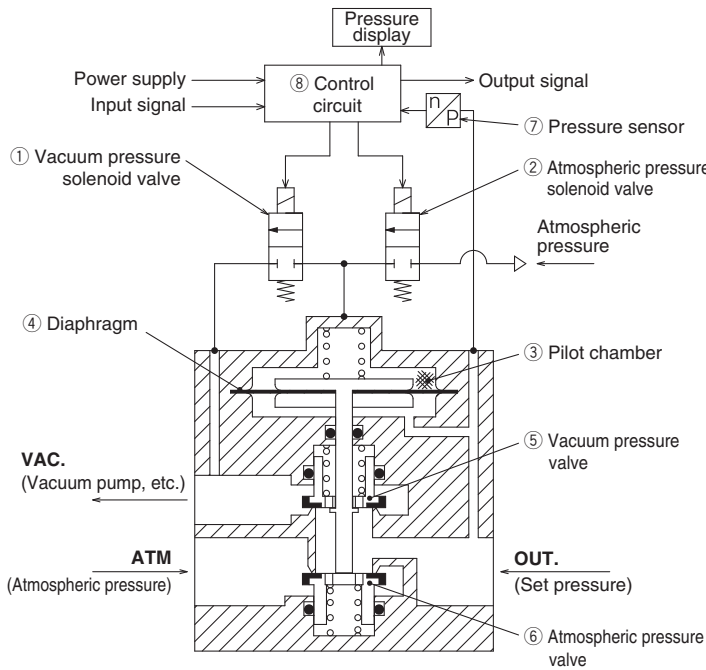 Pressure
display
Power supply
Input signal
⑧ Control
circuit
Output signal
n
P
⑦ Pressure sensor
① Vacuum pressure
solenoid valve
② Atmospheric pressure
solenoid valve
Atmospheric
pressure
④ Diaphragm
③ Pilot chamber
⑤ Vacuum pressure
valve
VAC.
(Vacuum pump, etc.)
ATM
(Atmospheric pressure)
OUT.
(Set pressure)
⑥ Atmospheric pressure
valve